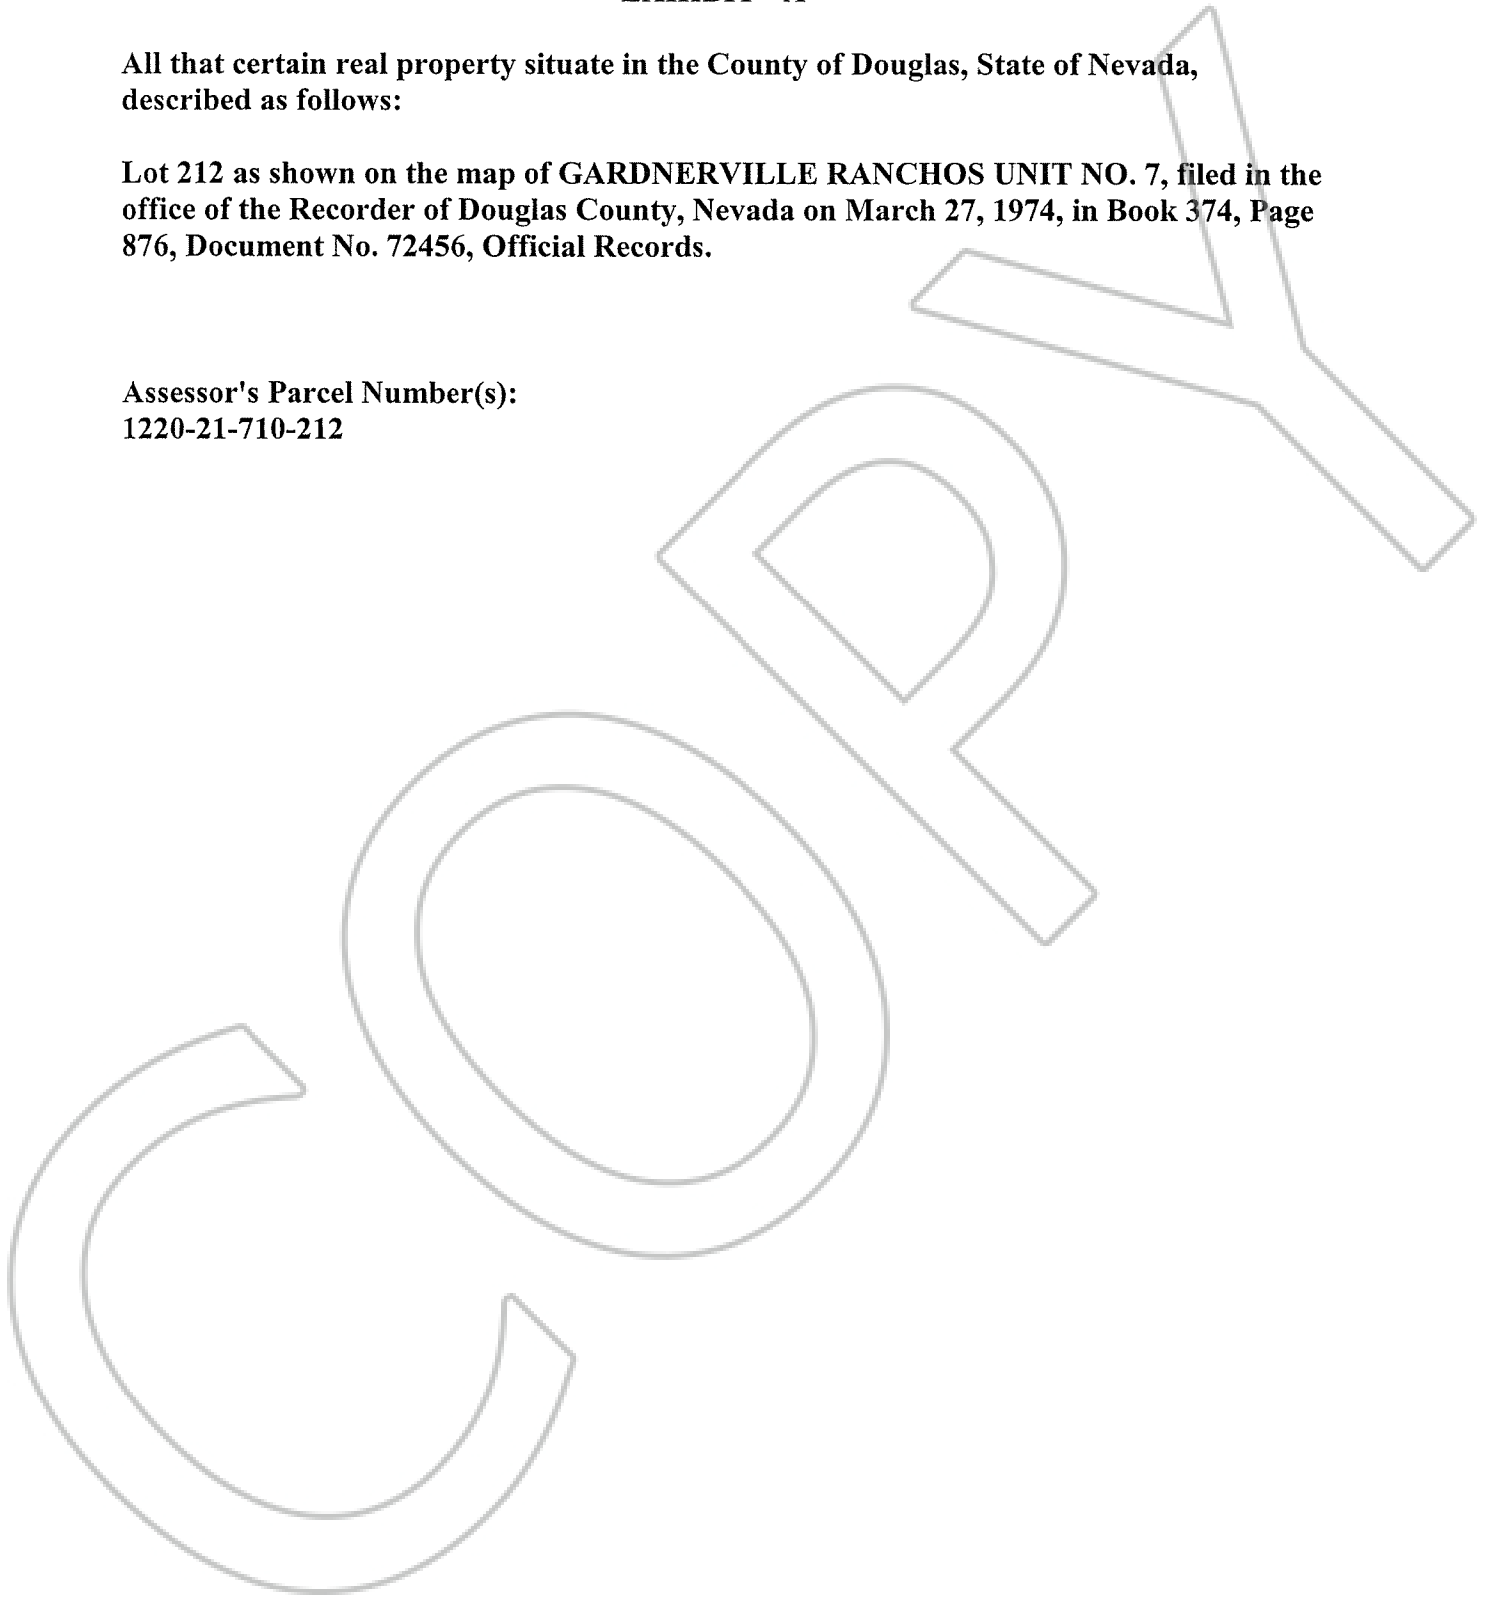 All that certain real property situate in the County of Douglas, State of Nevada,
described as follows:
Lot 212 as shown on the map of GARDNERVILLE RANCHOS UNIT NO. 7, filed in the
office of the Recorder of Douglas County, Nevada on March 27, 1974, in Book 374, Page
876, Document No. 72456, Official Records.
Assessor's Parcel Number(s):
1220-21-710-212
COPY